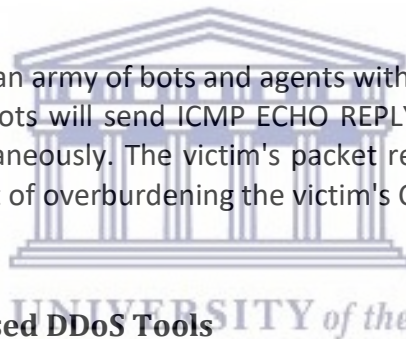 an army of bots and agents with
ots will send ICMP ECHO REPLY
aneously. The victim's packet re
t of overburdening the victim's
UNIVERSITY of the
sed DDoS Tools